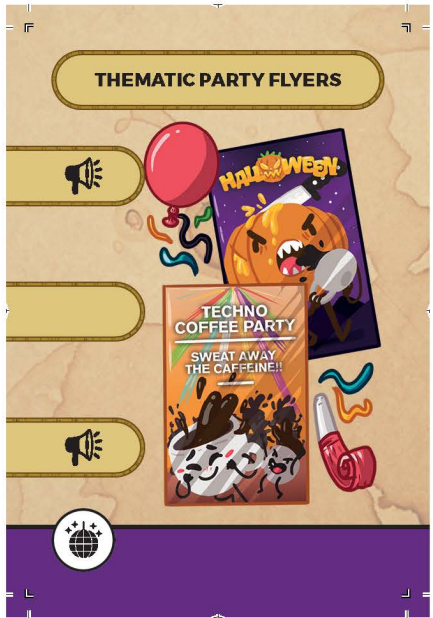 THEMATIC PARTY FLYERS
HALLOWEEN
TECHNO
COFFEE PARTY
SWEAT AWAY
THE CAFFEINE!!